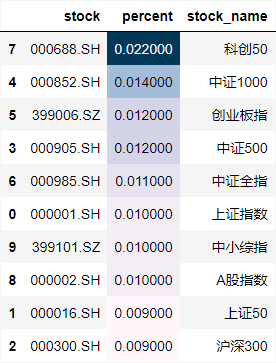 stock percent stock_name
7 000688.SH 0.022000 科创50
4 000852.SH 0.014000 中证1000
5 399006.SZ 0.012000 创业板指
3 000905.SH 0.012000 中证500
6 000985.SH 0.011000 中证全指
0 000001.SH 0.010000 上证指数
9 399101.SZ 0.010000 中小综指
8 000002.SH 0.010000 A股指数
1 000016.SH 0.009000 上证50
2 000300.SH 0.009000 沪深300